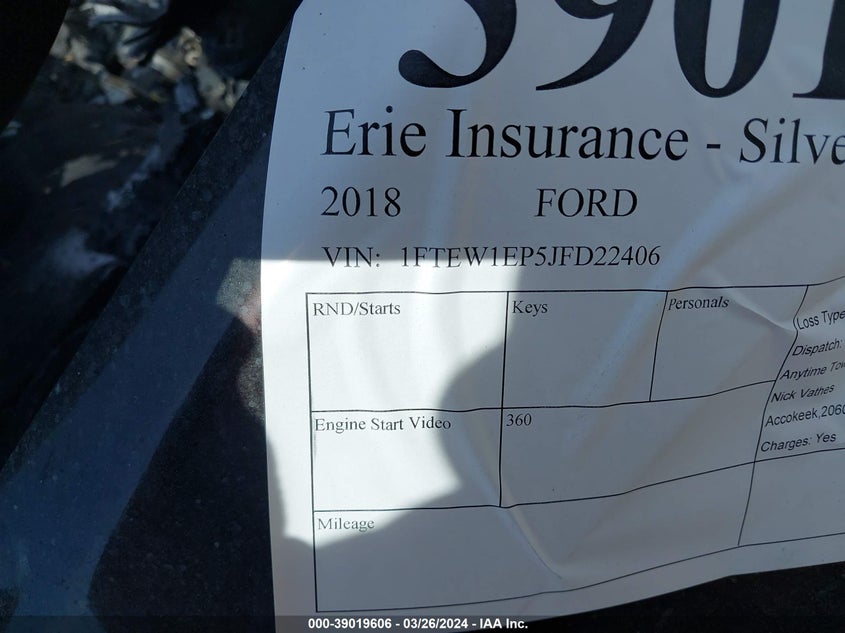 3901
Erie Insurance - Silve
2018 FORD
VIN: 1FTEW1EP5JFD22406
RND/Starts Keys Personals
Loss Type
Dispatch:
Anytime Tow
Nick Vathes
Accokeek,2060
Charges: Yes
Engine Start Video 360
Mileage
000-39019606 - 03/26/2024 - IAA Inc.